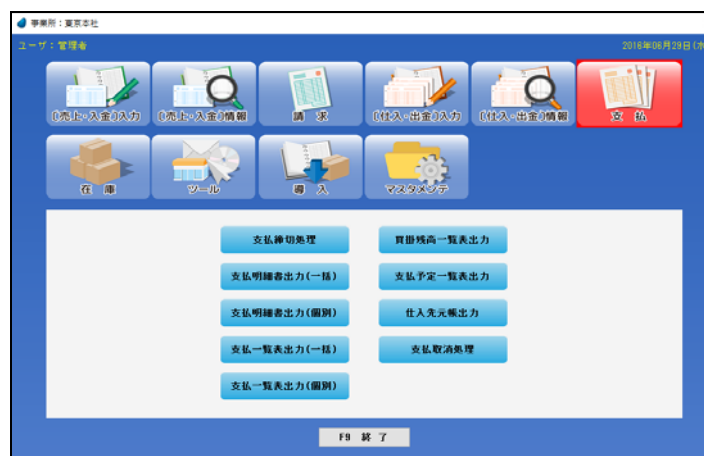 事業所：東京本社
ユーザ：管理者 2016年06月29日(水
[売上・入金]入力 [売上・入金]情報 請 求 [仕入・出金]入力 [仕入・出金]情報 支 払
在 庫 ツール 導 入 マスタメンテ
支払締切処理 買掛残高一覧表出力
支払明細書出力(一括) 支払予定一覧表出力
支払明細書出力(個別) 仕入先元帳出力
支払一覧表出力(一括) 支払取消処理
支払一覧表出力(個別)
F9 終 了